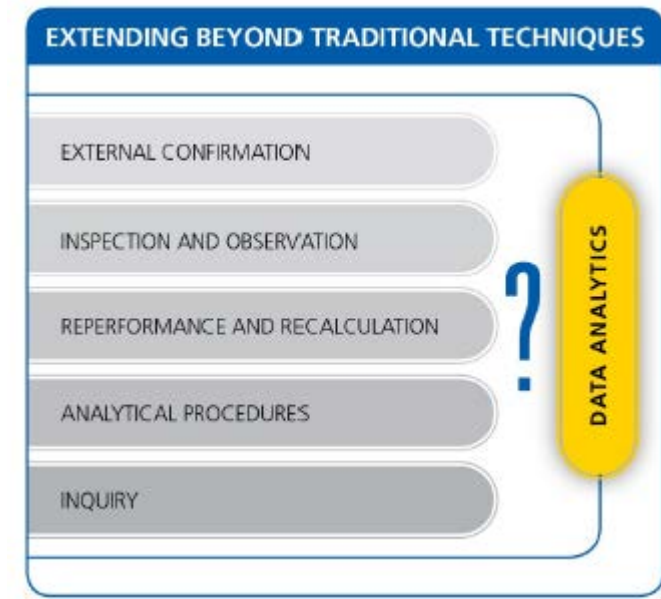 EXTENDING BEYOND TRADITIONAL TECHNIQUES
EXTERNAL CONFIRMATION
INSPECTION AND OBSERVATION
REPERFORMANCE AND RECALCULATION
ANALYTICAL PROCEDURES
INQUIRY
?
DATA ANALYTICS